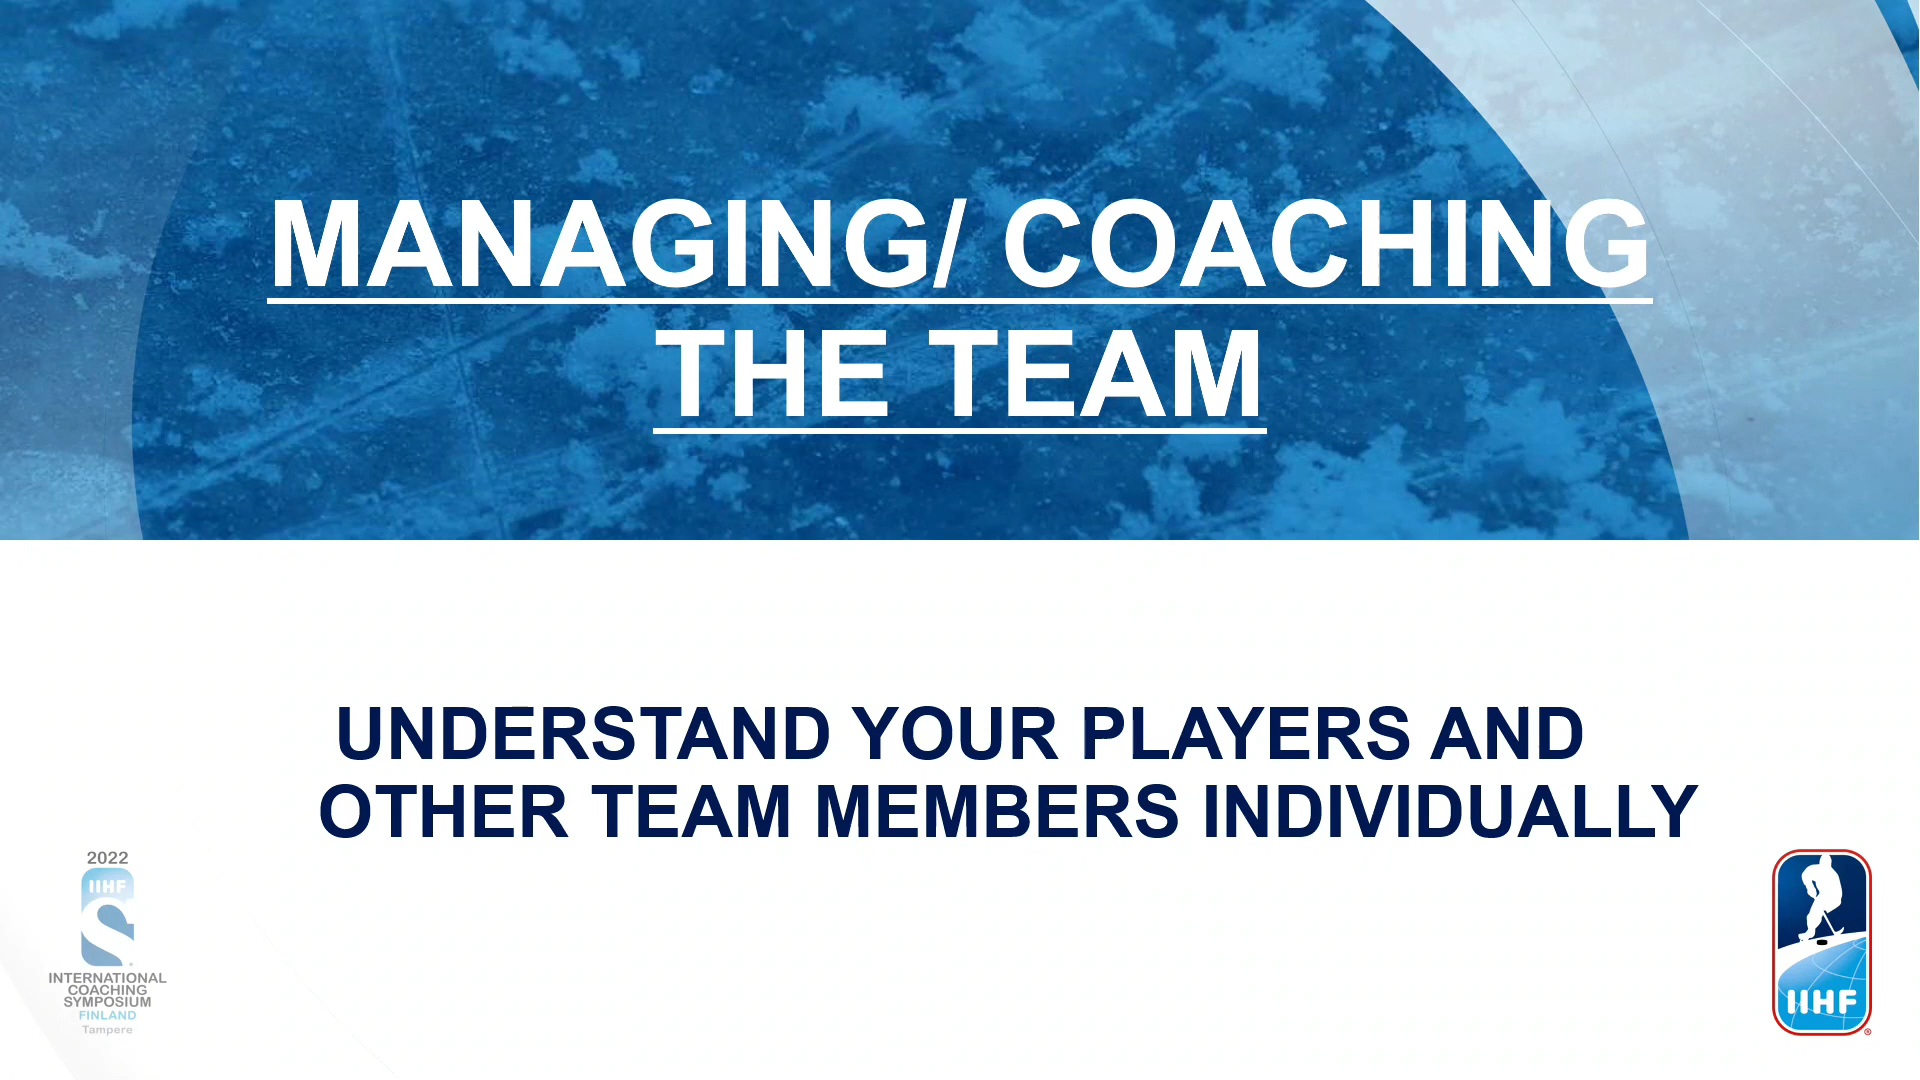 MANAGING/ COACHING
THE TEAM
UNDERSTAND YOUR PLAYERS AND
OTHER TEAM MEMBERS INDIVIDUALLY
2022
IIHF
S
INTERNATIONAL
COACHING
SYMPOSIUM
FINLAND
Tampere
IIHF
®